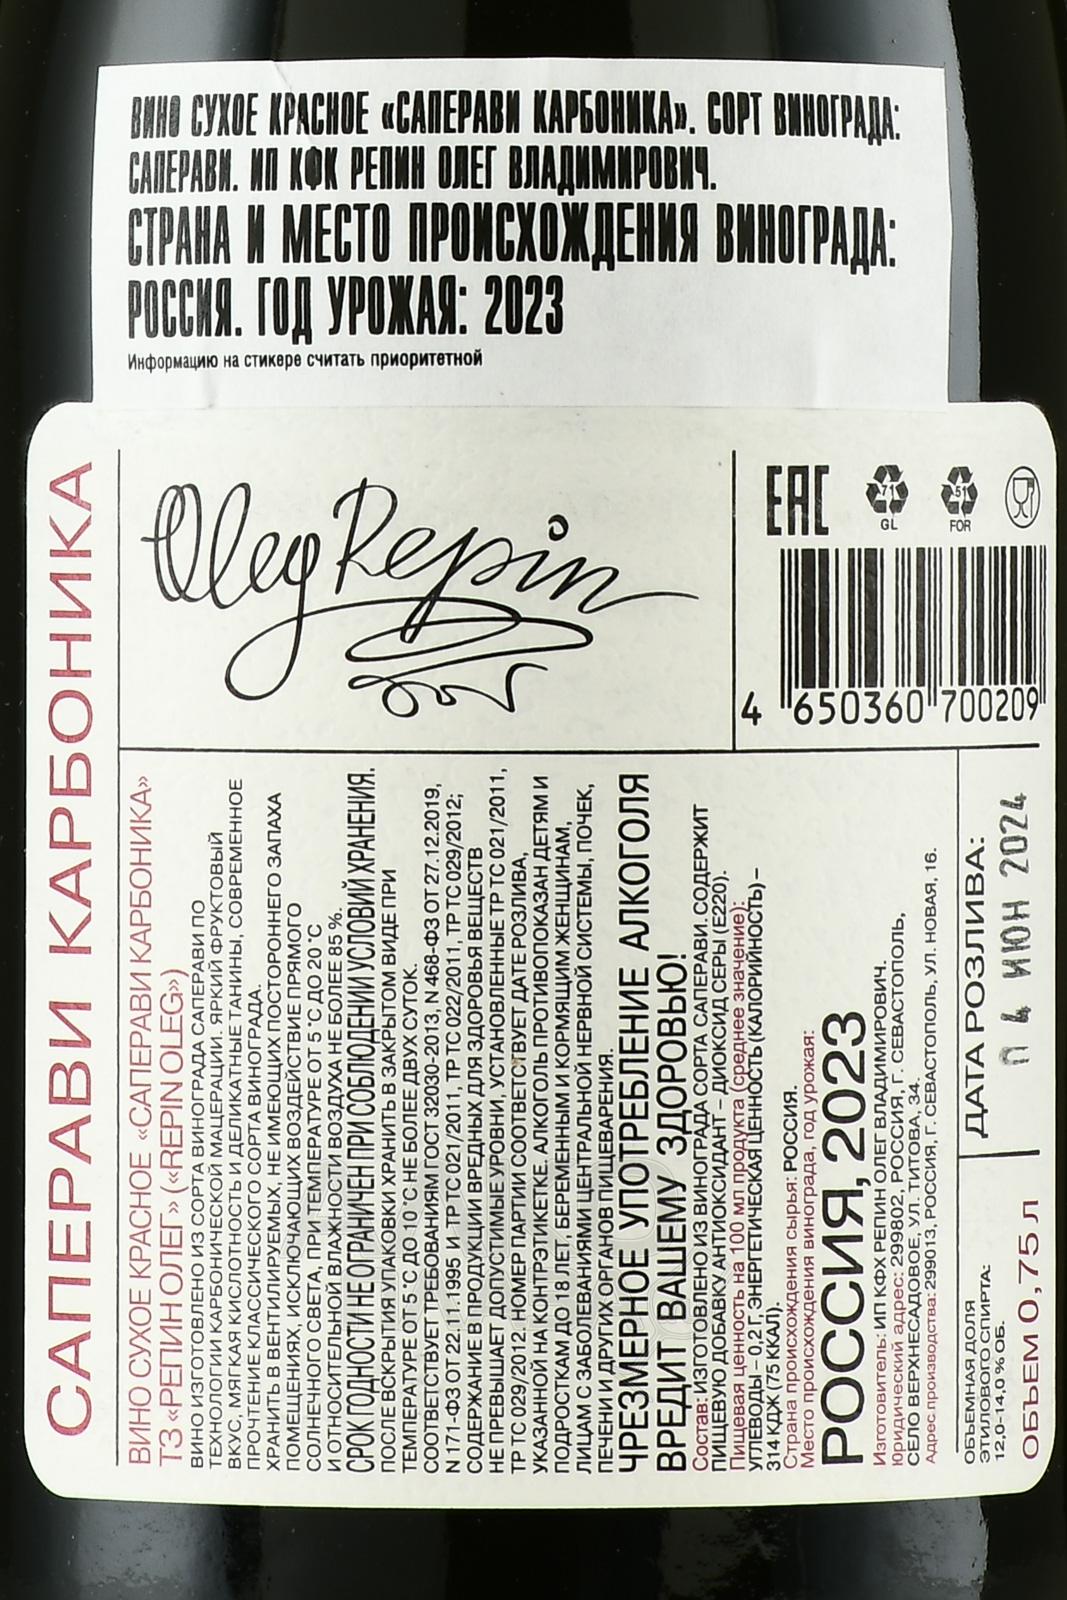 ВИНО СУХОЕ КРАСНОЕ «САПЕРАВИ КАРБОНИКА». СОРТ ВИНОГРАДА:
САПЕРАВИ. ИП КФК РЕПИН ОЛЕГ ВЛАДИМИРОВИЧ.
СТРАНА И МЕСТО ПРОИСХОЖДЕНИЯ ВИНОГРАДА:
РОССИЯ. ГОД УРОЖАЯ: 2023
Информацию на стикере считать приоритетной
САПЕРАВИ КАРБОНИКА
Oleg Repin
EAC
71
GL
51
FOR
4 650360 700209
ВИНО СУХОЕ КРАСНОЕ «САПЕРАВИ КАРБОНИКА»
ТЗ «РЕПИН ОЛЕГ» («REPIN OLEG»)
ВИНО ИЗГОТОВЛЕНО ИЗ СОРТА ВИНОГРАДА САПЕРАВИ ПО
ТЕХНОЛОГИИ КАРБОНИЧЕСКОЙ МАЦЕРАЦИИ. ЯРКИЙ ФРУКТОВЫЙ
ВКУС, МЯГКАЯ КИСЛОТНОСТЬ И ДЕЛИКАТНЫЕ ТАНИНЫ, СОВРЕМЕННОЕ
ПРОЧТЕНИЕ КЛАССИЧЕСКОГО СОРТА ВИНОГРАДА.
ХРАНИТЬ В ВЕНТИЛИРУЕМЫХ, НЕ ИМЕЮЩИХ ПОСТОРОННЕГО ЗАПАХА
ПОМЕЩЕНИЯХ, ИСКЛЮЧАЮЩИХ ВОЗДЕЙСТВИЕ ПРЯМОГО
СОЛНЕЧНОГО СВЕТА, ПРИ ТЕМПЕРАТУРЕ ОТ 5 °С ДО 20 °С
И ОТНОСИТЕЛЬНОЙ ВЛАЖНОСТИ ВОЗДУХА НЕ БОЛЕЕ 85 %.
СРОК ГОДНОСТИ НЕ ОГРАНИЧЕН ПРИ СОБЛЮДЕНИИ УСЛОВИЙ ХРАНЕНИЯ.
ПОСЛЕ ВСКРЫТИЯ УПАКОВКИ ХРАНИТЬ В ЗАКРЫТОМ ВИДЕ ПРИ
ТЕМПЕРАТУРЕ ОТ 5 °С ДО 10 °С НЕ БОЛЕЕ ДВУХ СУТОК.
СООТВЕТСТВУЕТ ТРЕБОВАНИЯМ ГОСТ 32030-2013, N 468-ФЗ ОТ 27.12.2019,
N 171-ФЗ ОТ 22.11.1995 И ТР ТС 021/2011, ТР ТС 022/2011, ТР ТС 029/2012;
СОДЕРЖАНИЕ В ПРОДУКЦИИ ВРЕДНЫХ ДЛЯ ЗДОРОВЬЯ ВЕЩЕСТВ
НЕ ПРЕВЫШАЕТ ДОПУСТИМЫЕ УРОВНИ, УСТАНОВЛЕННЫЕ ТР ТС 021/2011,
ТР ТС 029/2012. НОМЕР ПАРТИИ СООТВЕТСТВУЕТ ДАТЕ РОЗЛИВА,
УКАЗАННОЙ НА КОНТРЭТИКЕТКЕ. АЛКОГОЛЬ ПРОТИВОПОКАЗАН ДЕТЯМ И
ПОДРОСТКАМ ДО 18 ЛЕТ, БЕРЕМЕННЫМ И КОРМЯЩИМ ЖЕНЩИНАМ,
ЛИЦАМ С ЗАБОЛЕВАНИЯМИ ЦЕНТРАЛЬНОЙ НЕРВНОЙ СИСТЕМЫ, ПОЧЕК,
ПЕЧЕНИ И ДРУГИХ ОРГАНОВ ПИЩЕВАРЕНИЯ.
ЧРЕЗМЕРНОЕ УПОТРЕБЛЕНИЕ АЛКОГОЛЯ
ВРЕДИТ ВАШЕМУ ЗДОРОВЬЮ!
Состав: ИЗГОТОВЛЕНО ИЗ ВИНОГРАДА СОРТА САПЕРАВИ. СОДЕРЖИТ
ПИЩЕВУЮ ДОБАВКУ АНТИОКСИДАНТ – ДИОКСИД СЕРЫ (Е220).
Пищевая ценность на 100 мл продукта (среднее значение):
УГЛЕВОДЫ – 0,2 Г, ЭНЕРГЕТИЧЕСКАЯ ЦЕННОСТЬ (КАЛОРИЙНОСТЬ) –
314 КДЖ (75 ККАЛ).
Страна происхождения сырья: РОССИЯ.
Место происхождения винограда, год урожая:
РОССИЯ, 2023
Изготовитель: ИП КФХ РЕПИН ОЛЕГ ВЛАДИМИРОВИЧ.
Юридический адрес: 299802, РОССИЯ, Г. СЕВАСТОПОЛЬ,
СЕЛО ВЕРХНЕСАДОВОЕ, УЛ. ТИТОВА, 34.
Адрес производства: 299013, РОССИЯ, Г. СЕВАСТОПОЛЬ, УЛ. НОВАЯ, 16.
ОБЪЕМНАЯ ДОЛЯ
ЭТИЛОВОГО СПИРТА:
12,0-14,0 % ОБ.
ОБЪЕМ 0,75 Л
ДАТА РОЗЛИВА:
04 ИЮН 2024